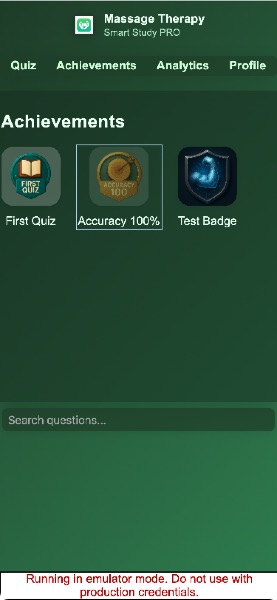 Massage Therapy
Smart Study PRO
Quiz Achievements Analytics Profile
Achievements
FIRST
QUIZ
ACCURACY
100
First Quiz Accuracy 100% Test Badge
Search questions...
Running in emulator mode. Do not use with
production credentials.